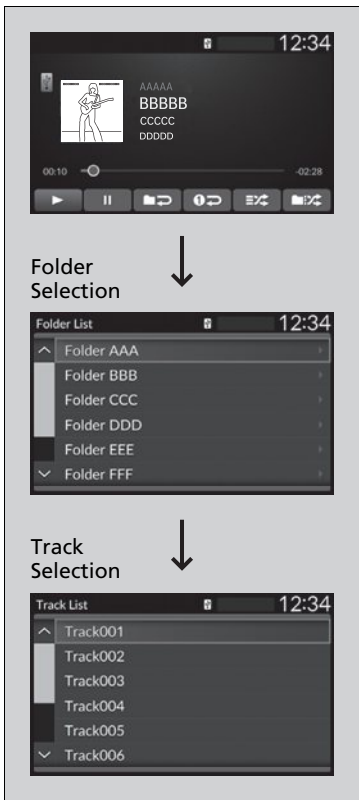 12:34
AAAAA
BBBBB
CCCCC
DDDDD
00:10 -02:28
Folder
Selection
Folder List 12:34
Folder AAA
Folder BBB
Folder CCC
Folder DDD
Folder EEE
Folder FFF
Track
Selection
Track List 12:34
Track001
Track002
Track003
Track004
Track005
Track006